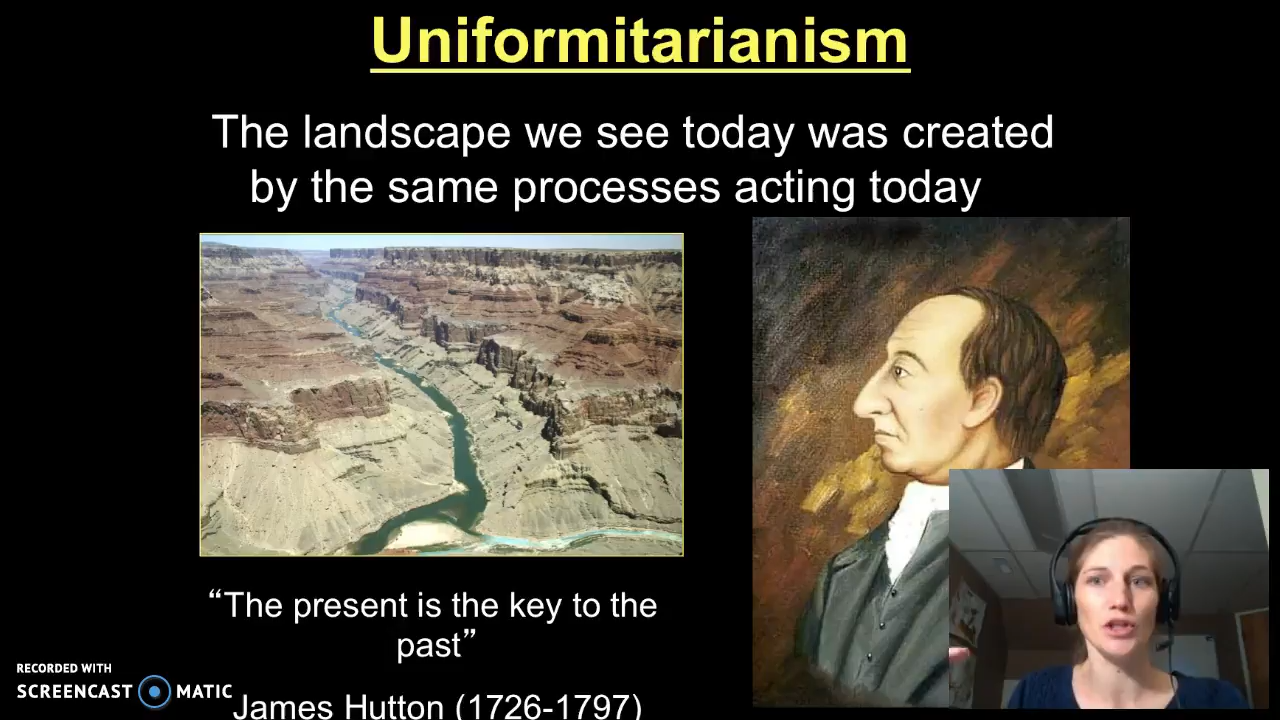 Uniformitarianism
The landscape we see today was created
by the same processes acting today
“The present is the key to the
past”
James Hutton (1726-1797)
RECORDED WITH
SCREENCAST MATIC